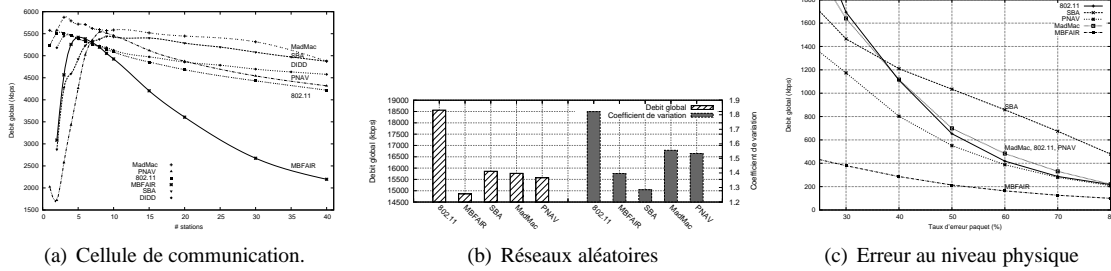 6000
5500
5000
4500
4000
3500
3000
2500
2000
1500
0 1 5 10 15 20 25 30 35 40
Debit global (kbps)
# stations
MadMac
SBA
DIDD
PNAV
802.11
MBFAIR
MadMac
PNAV
802.11
MBFAIR
SBA
DIDD
(a) Cellule de communication.
19000
18500
18000
17500
17000
16500
16000
15500
15000
14500
Debit global (kbps)
Debit global
Coefficient de variation
802.11
MBFAIR
SBA
MadMac
PNAV
802.11
MBFAIR
SBA
MadMac
PNAV
1.9
1.8
1.7
1.6
1.5
1.4
1.3
1.2
Coefficient de variation
(b) Réseaux aléatoires
1800
1600
1400
1200
1000
800
600
400
200
0
Débit global (kbps)
802.11
SBA
PNAV
MadMac
MBFAIR
SBA
MadMac, 802.11, PNAV
MBFAIR
30 40 50 60 70
Taux d'erreur paquet (%)
(c) Erreur au niveau physique